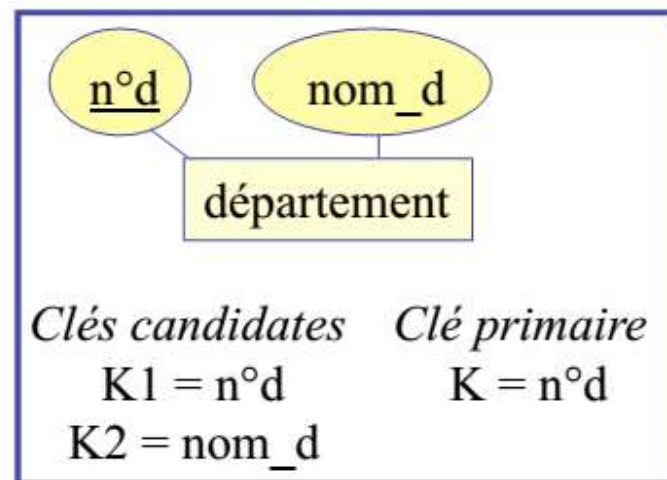 n°d nom_d
département
Clés candidates Clé primaire
K1 = n°d K = n°d
K2 = nom_d